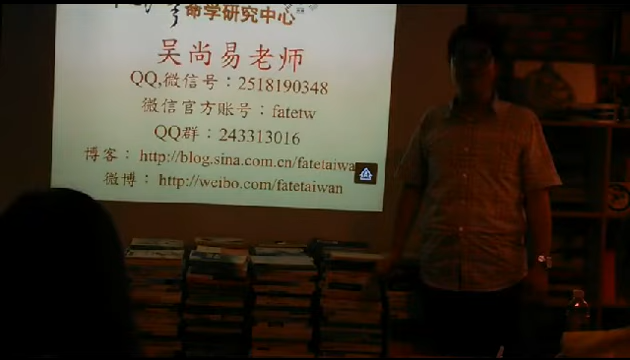 命学研究中心
吴尚易老师
QQ,微信号：2518190348
微信官方账号：fatetw
QQ群：243313016
博客： http://blog.sina.com.cn/fatetaiwa
微博： http://weibo.com/fatetaiwan